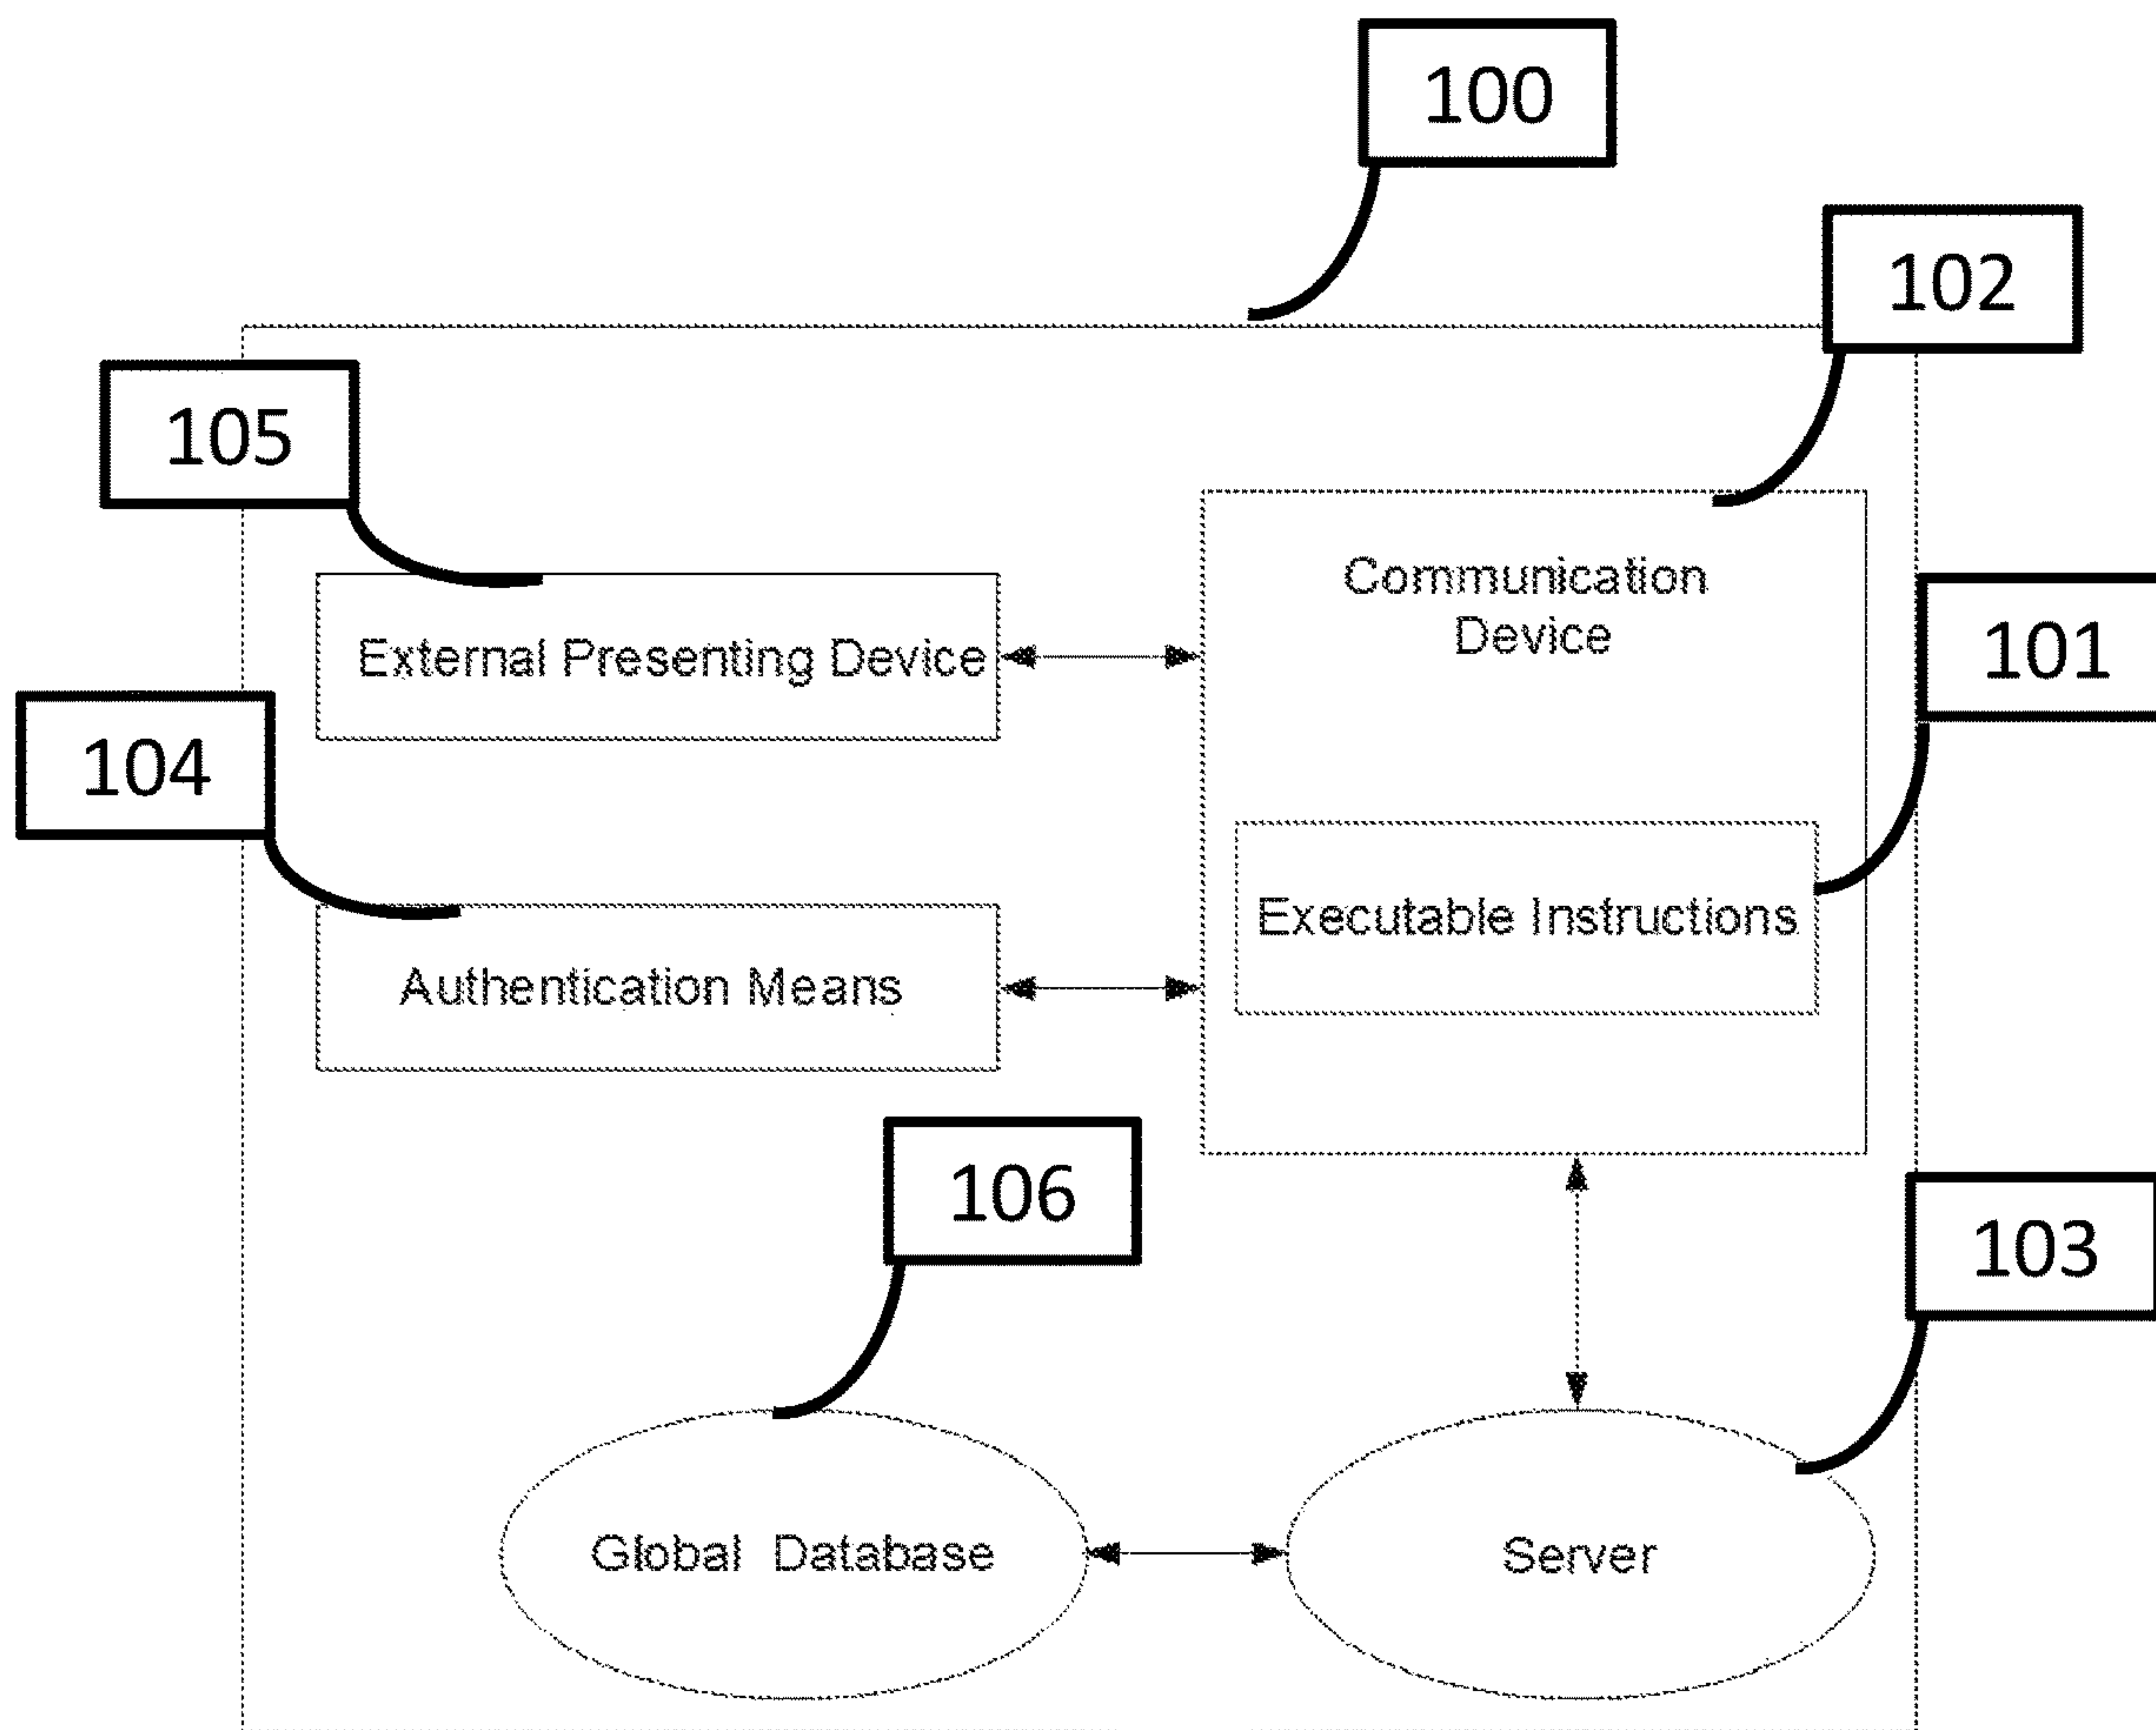 100
102
105
Communication
Device
101
External Presenting Device
104
Executable Instructions
Authentication Means
106
103
Global Database
Server